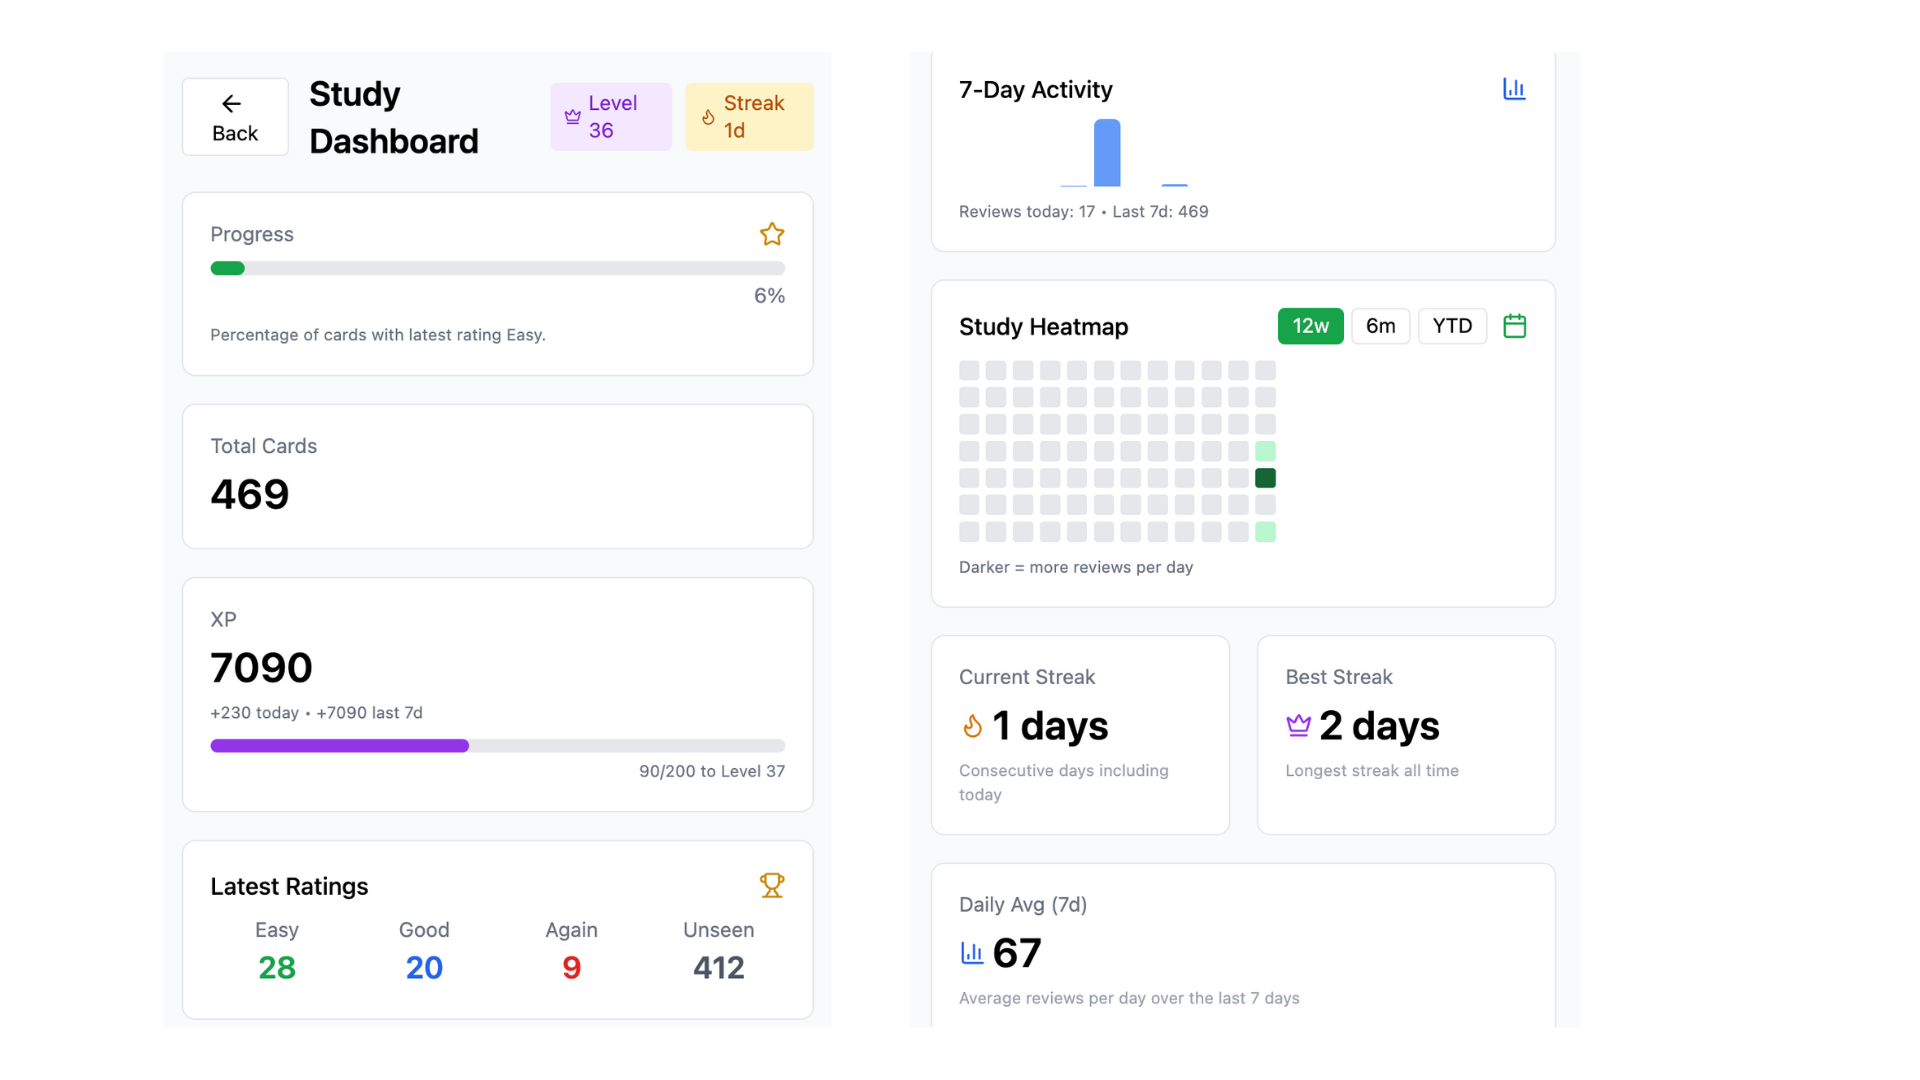 Back
Study
Dashboard
Level
36
Streak
1d
Progress
6%
Percentage of cards with latest rating Easy.
Total Cards
469
XP
7090
+230 today • +7090 last 7d
90/200 to Level 37
Latest Ratings
Easy Good Again Unseen
28 20 9 412
7-Day Activity
Reviews today: 17 • Last 7d: 469
Study Heatmap 12w 6m YTD
Darker = more reviews per day
Current Streak
1 days
Consecutive days including
today
Best Streak
2 days
Longest streak all time
Daily Avg (7d)
67
Average reviews per day over the last 7 days